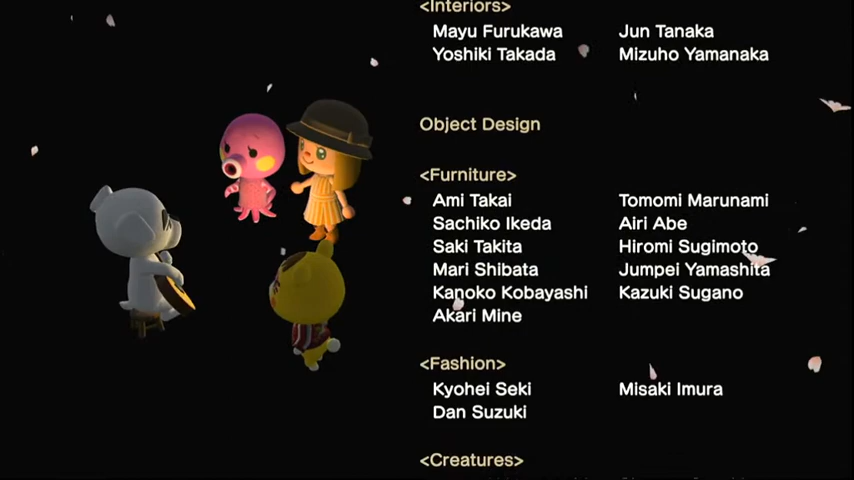 <Interiors>
Mayu Furukawa Jun Tanaka
Yoshiki Takada Mizuho Yamanaka
Object Design
<Furniture>
Ami Takai Tomomi Marunami
Sachiko Ikeda Airi Abe
Saki Takita Hiromi Sugimoto
Mari Shibata Jumpei Yamashita
Kanoko Kobayashi Kazuki Sugano
Akari Mine
<Fashion>
Kyohei Seki Misaki Imura
Dan Suzuki
<Creatures>